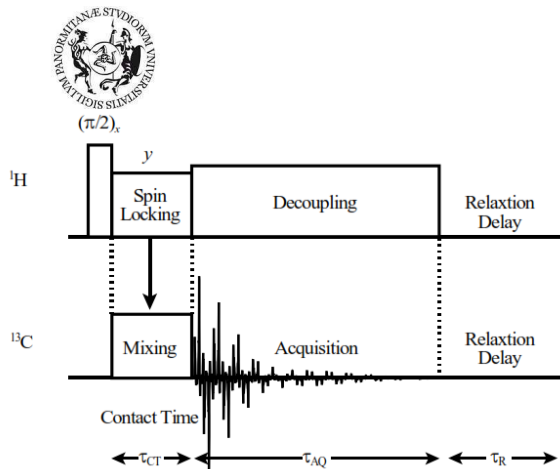 SIGILLVM PANORMITANÆ STVDIORVM VNIVERSITATIS
(π/2)ₓ
y
¹H
Spin
Locking
Decoupling
Relaxtion
Delay
¹³C
Mixing
Acquisition
Relaxtion
Delay
Contact Time
τCT
τAQ
τR